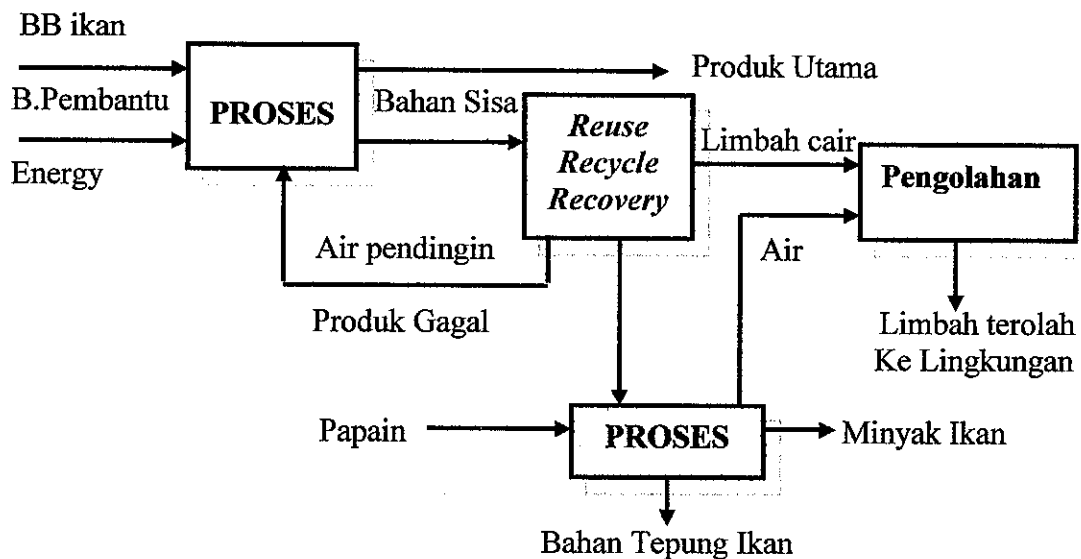 BB ikan
B.Pembantu
Energy
PROSES
Produk Utama
Bahan Sisa
Reuse
Recycle
Recovery
Limbah cair
Pengolahan
Air pendingin
Produk Gagal
Air
Limbah terolah
Ke Lingkungan
Papain
PROSES
Minyak Ikan
Bahan Tepung Ikan